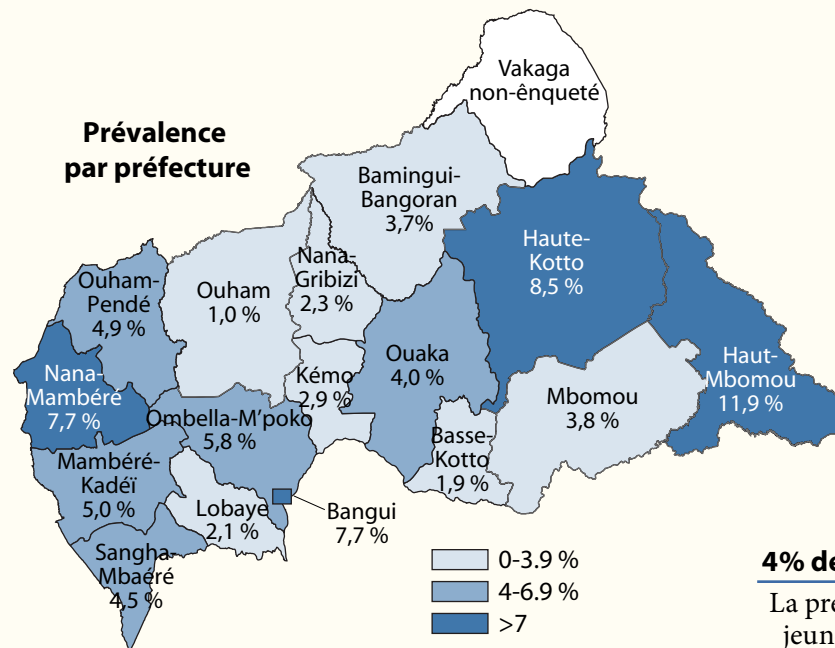 Prévalence
par préfecture
Vakaga
non-ênqueté
Bamingui-
Bangoran
3,7%
Haute-
Kotto
8,5 %
Nana-
Gribizi
2,3 %
Ouham-
Pendé
4,9 %
Ouham
1,0 %
Ouaka
4,0 %
Haut-
Mbomou
11,9 %
Nana-
Mambéré
7,7 %
Kémo
2,9 %
Mbomou
3,8 %
Ombella-M'poko
5,8 %
Basse-
Kotto
1,9 %
Mambéré-
Kadéï
5,0 %
Lobaye
2,1 %
Bangui
7,7 %
Sangha-
Mbaéré
4,5 %
0-3.9 %
4-6.9 %
>7
4% de
La pré
jeun